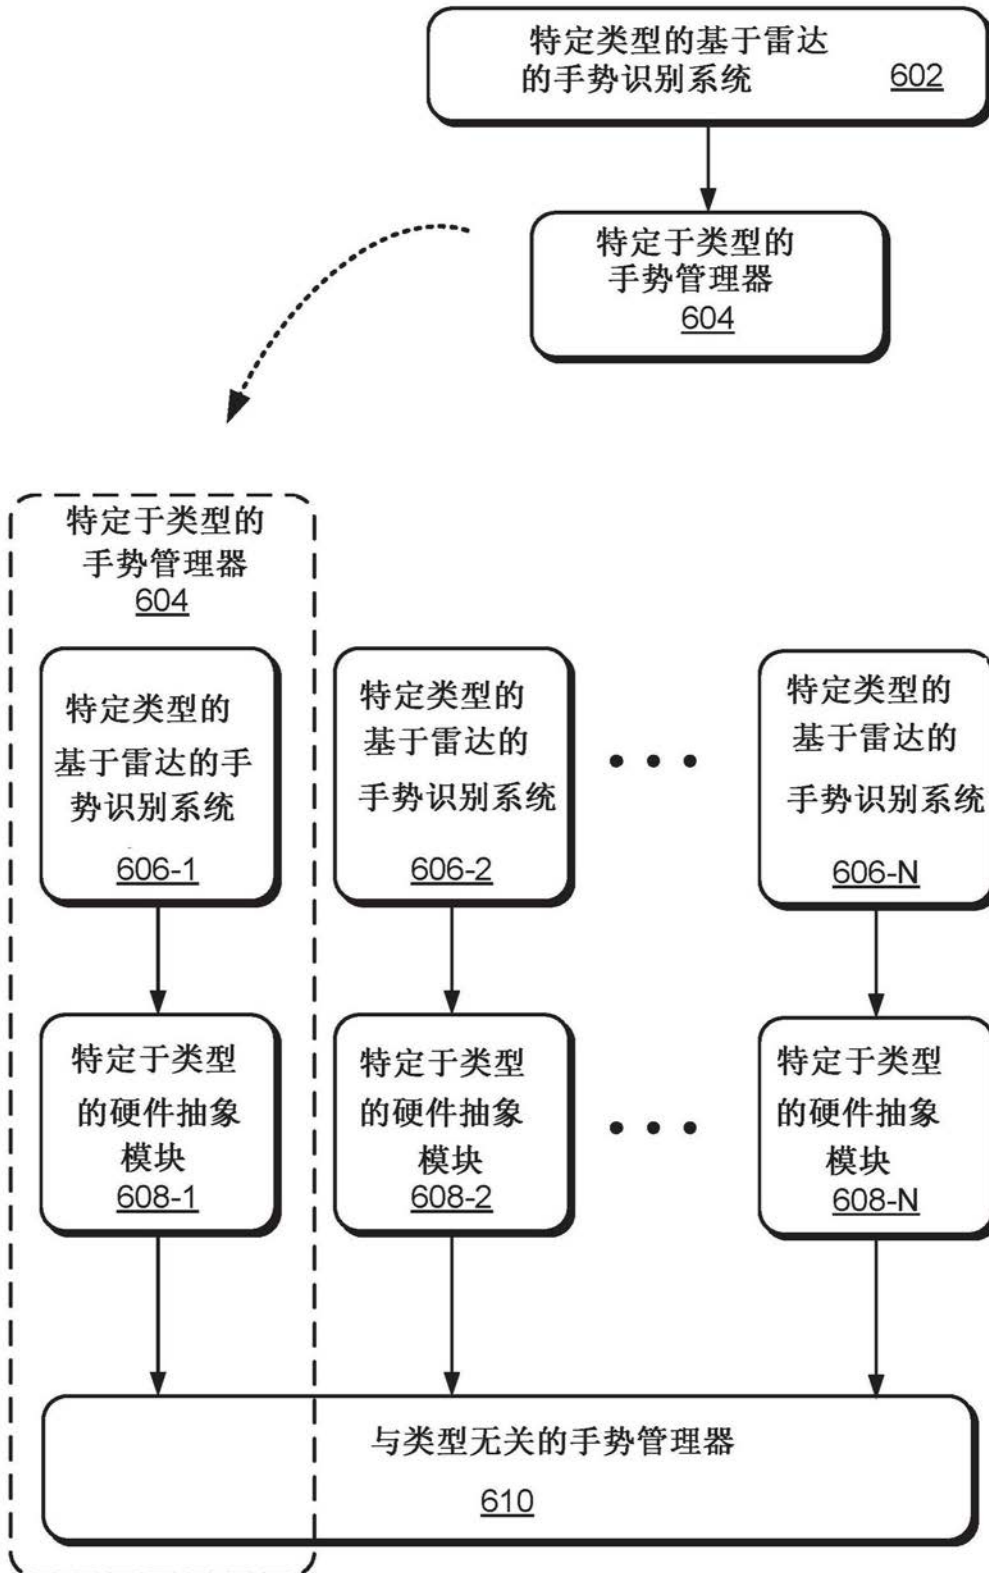 特定类型的基于雷达
的手势识别系统 602
特定于类型的
手势管理器
604
特定于类型的
手势管理器
604
特定类型的
基于雷达的手
势识别系统
606-1
特定类型的
基于雷达的
手势识别系统
606-2
特定类型的
基于雷达的
手势识别系统
606-N
特定于类型
的硬件抽象
模块
608-1
特定于类型
的硬件抽象
模块
608-2
特定于类型
的硬件抽象
模块
608-N
与类型无关的手势管理器
610